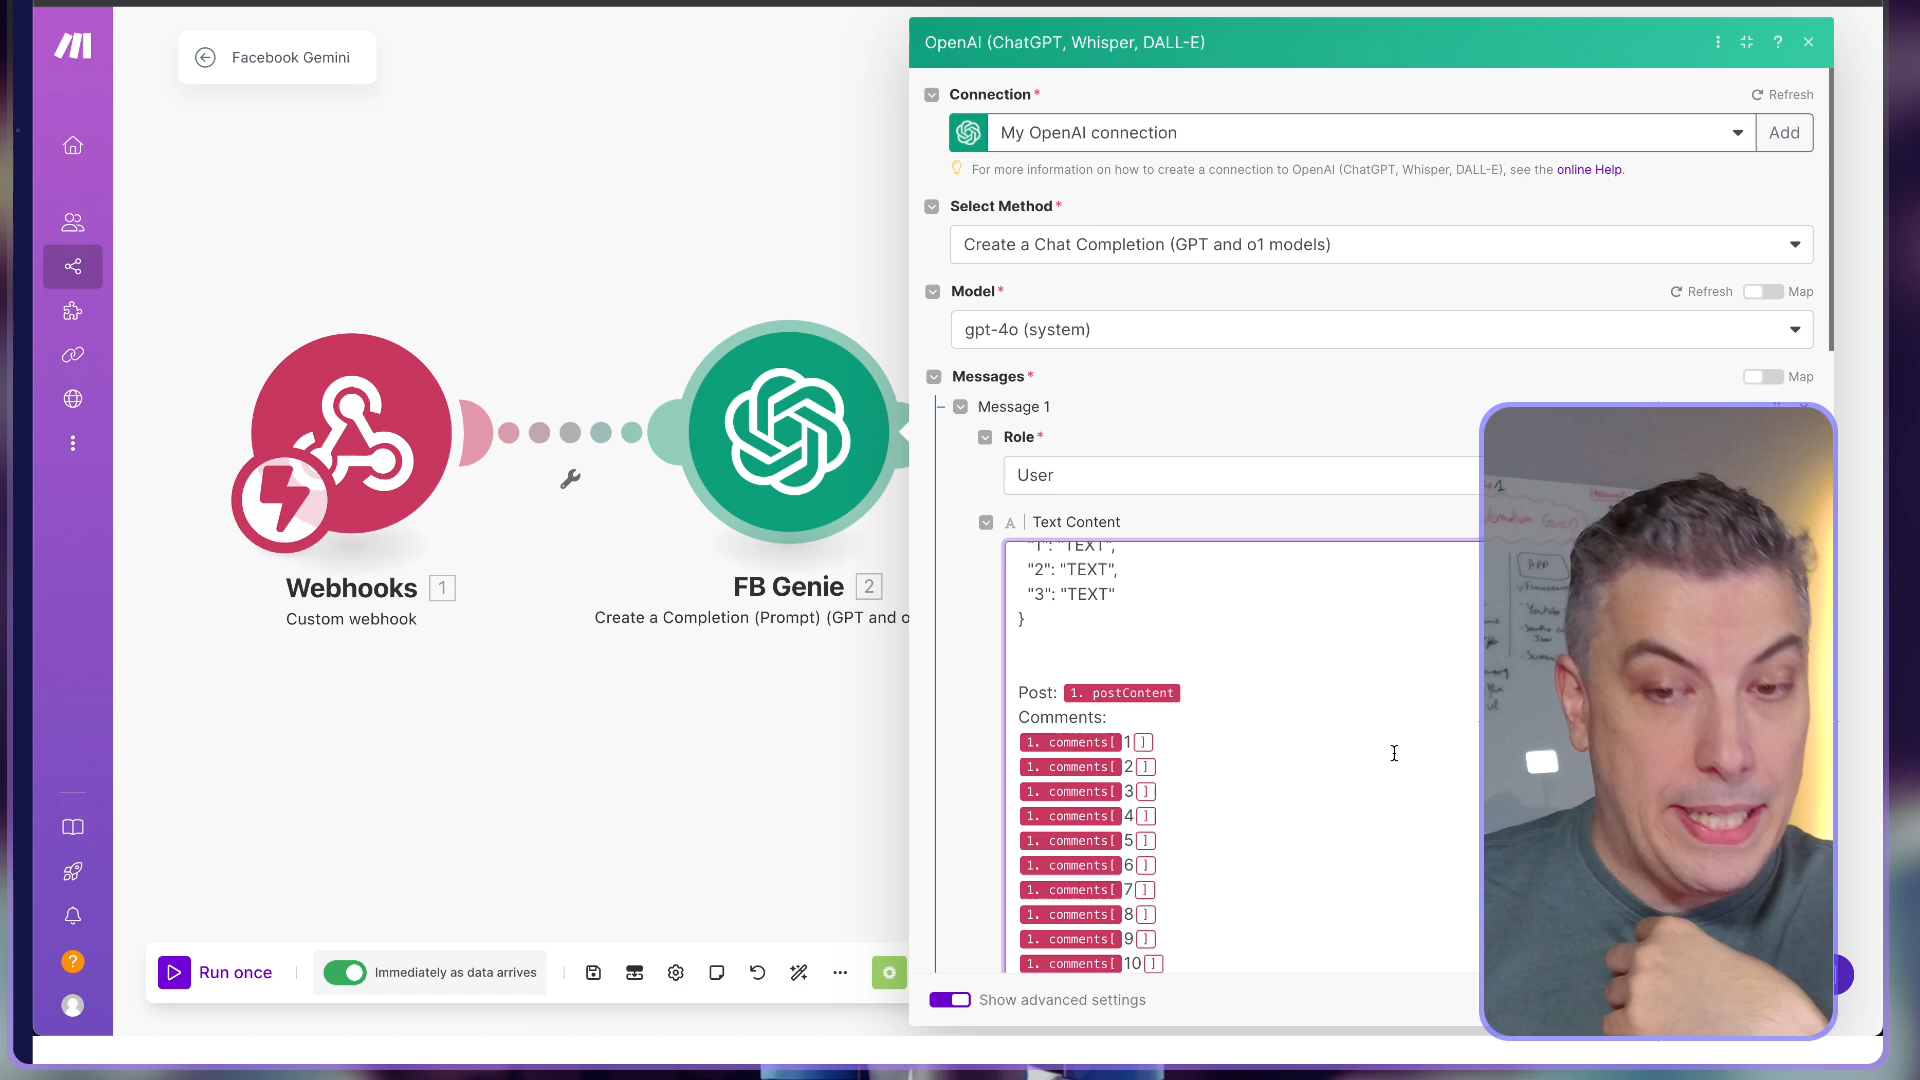 Facebook Gemini
OpenAI (ChatGPT, Whisper, DALL-E)
?
Connection *
Refresh
My OpenAI connection
Add
For more information on how to create a connection to OpenAI (ChatGPT, Whisper, DALL-E), see the online Help.
Select Method *
Create a Chat Completion (GPT and o1 models)
Model *
Refresh
Map
gpt-4o (system)
Messages *
Map
Message 1
Role *
User
A | Text Content
"1": "TEXT",
"2": "TEXT",
"3": "TEXT"
}
Post: 1. postContent
Comments:
1. comments[ 1 ]
1. comments[ 2 ]
1. comments[ 3 ]
1. comments[ 4 ]
1. comments[ 5 ]
1. comments[ 6 ]
1. comments[ 7 ]
1. comments[ 8 ]
1. comments[ 9 ]
1. comments[ 10 ]
Show advanced settings
Webhooks 1
Custom webhook
FB Genie 2
Create a Completion (Prompt) (GPT and o
Run once
Immediately as data arrives
?
APP